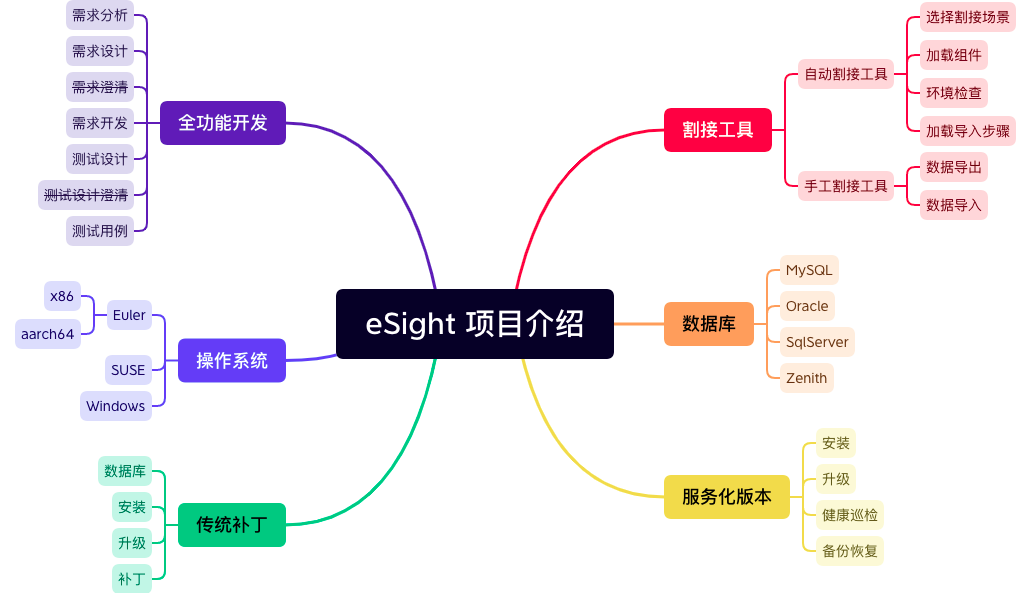 eSight 项目介绍
割接工具
自动割接工具
选择割接场景
加载组件
环境检查
加载导入步骤
手工割接工具
数据导出
数据导入
数据库
MySQL
Oracle
SqlServer
Zenith
服务化版本
安装
升级
健康巡检
备份恢复
传统补丁
数据库
安装
升级
补丁
操作系统
Euler
x86
aarch64
SUSE
Windows
全功能开发
需求分析
需求设计
需求澄清
需求开发
测试设计
测试设计澄清
测试用例